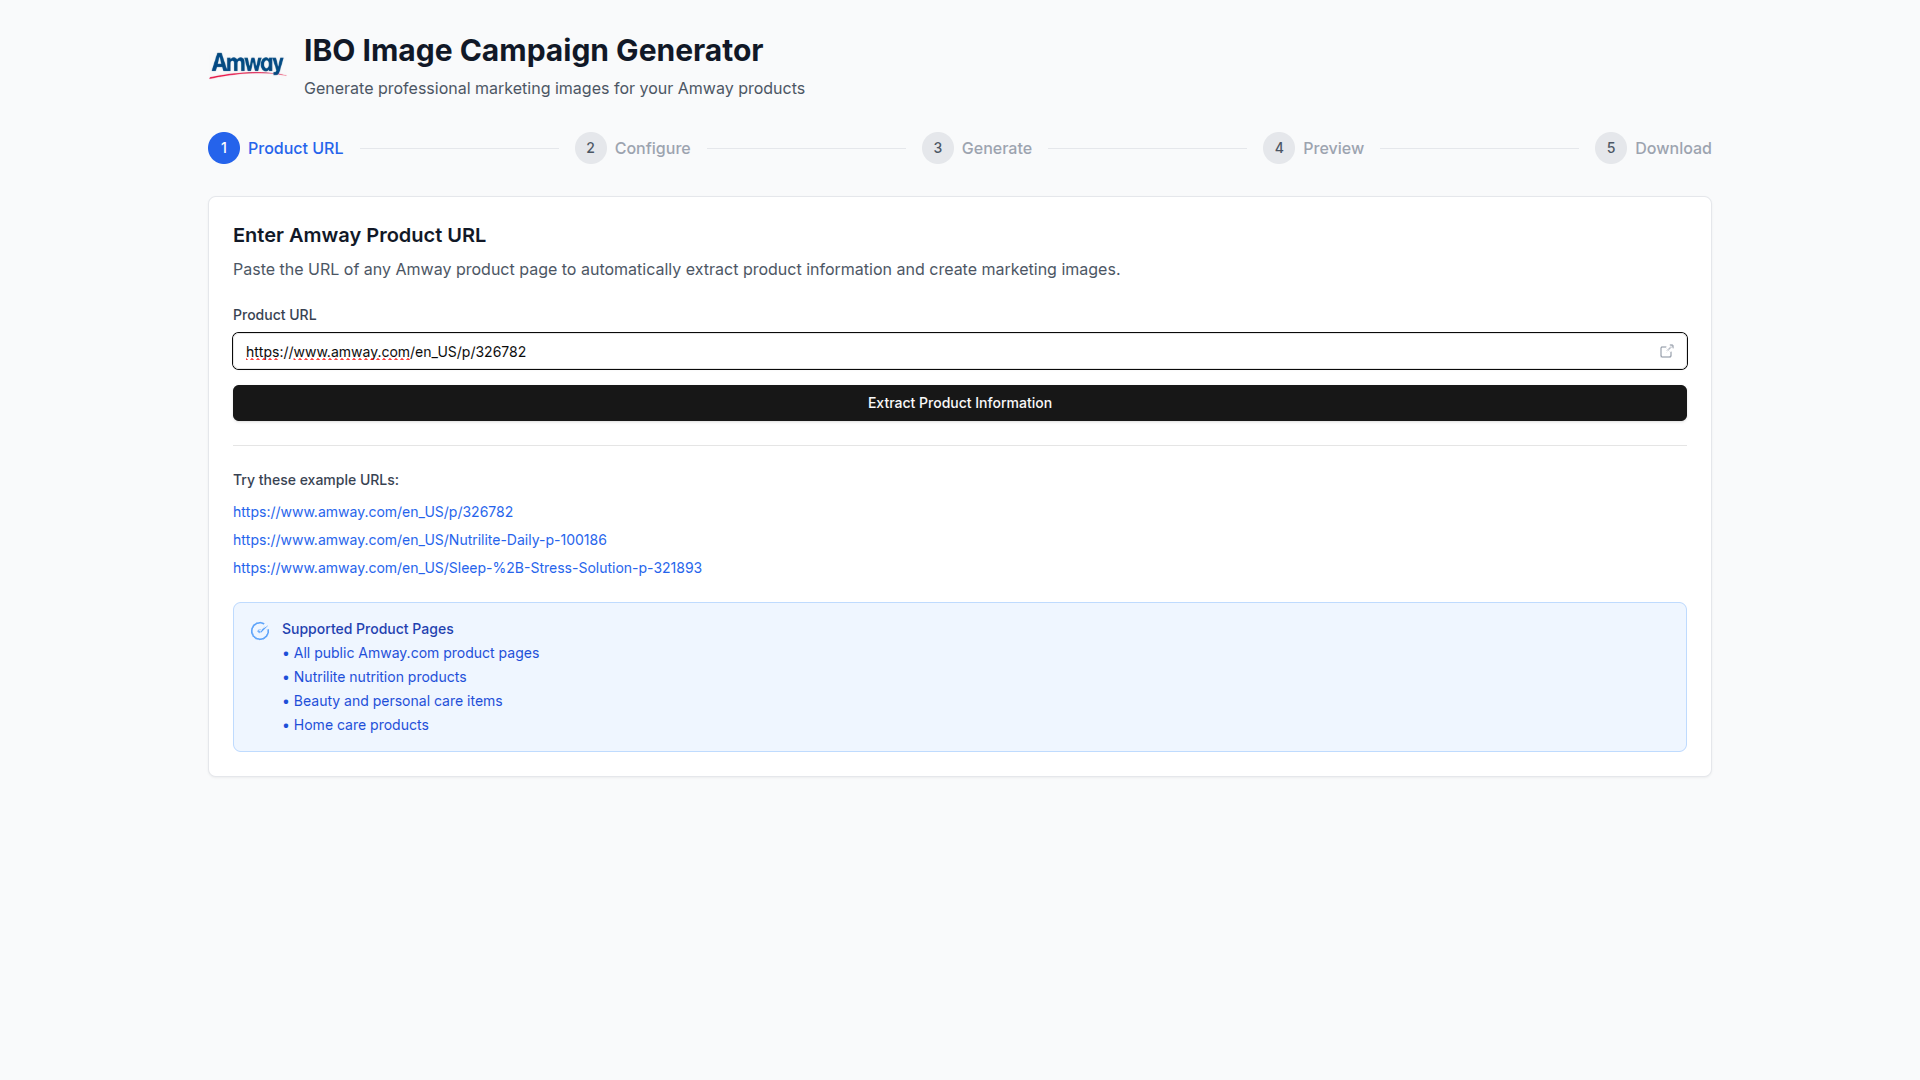 Amway
IBO Image Campaign Generator
Generate professional marketing images for your Amway products
1 Product URL 2 Configure 3 Generate 4 Preview 5 Download
Enter Amway Product URL
Paste the URL of any Amway product page to automatically extract product information and create marketing images.
Product URL
https://www.amway.com/en_US/p/326782
Extract Product Information
Try these example URLs:
https://www.amway.com/en_US/p/326782
https://www.amway.com/en_US/Nutrilite-Daily-p-100186
https://www.amway.com/en_US/Sleep-%2B-Stress-Solution-p-321893
Supported Product Pages
• All public Amway.com product pages
• Nutrilite nutrition products
• Beauty and personal care items
• Home care products